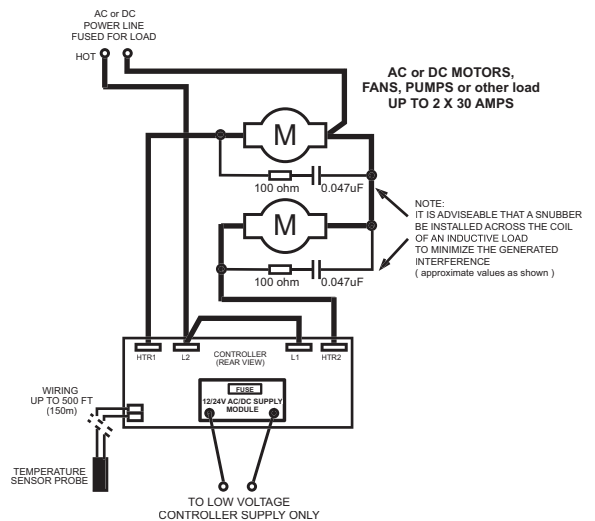 AC or DC
POWER LINE
FUSED FOR LOAD
HOT
AC or DC MOTORS,
FANS, PUMPS or other load
UP TO 2 X 30 AMPS
M
100 ohm
0.047uF
M
100 ohm
0.047uF
NOTE:
IT IS ADVISEABLE THAT A SNUBBER
BE INSTALLED ACROSS THE COIL
OF AN INDUCTIVE LOAD
TO MINIMIZE THE GENERATED
INTERFERENCE
( approximate values as shown )
HTR1
L2
CONTROLLER
(REAR VIEW)
L1
HTR2
FUSE
12/24V AC/DC SUPPLY
MODULE
WIRING
UP TO 500 FT
(150m)
TEMPERATURE
SENSOR PROBE
TO LOW VOLTAGE
CONTROLLER SUPPLY ONLY